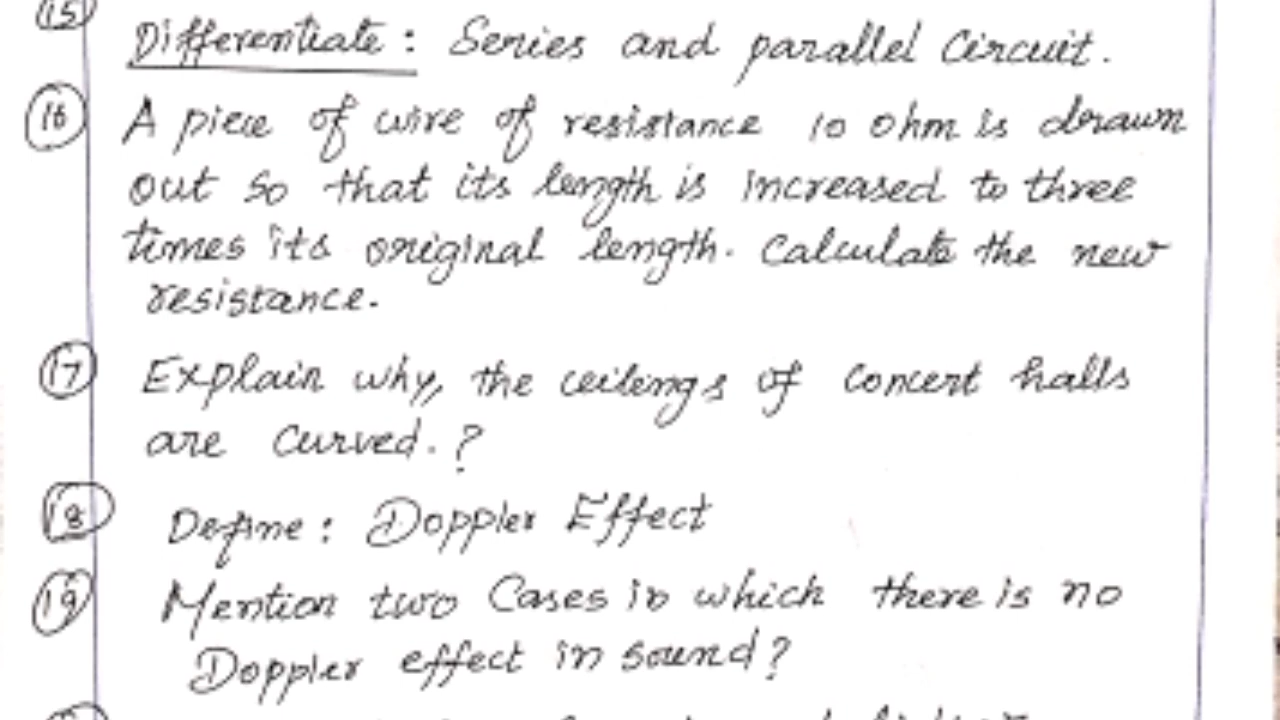 15
Differentiate : Series and parallel Circuit.
16 A piece of wire of resistance 10 ohm is drawn
out so that its length is increased to three
times its original length. Calculate the new
resistance.
17 Explain why, the ceilings of concert halls
are curved.?
18 Define : Doppler Effect
19 Mention two Cases in which there is no
Doppler effect in sound?